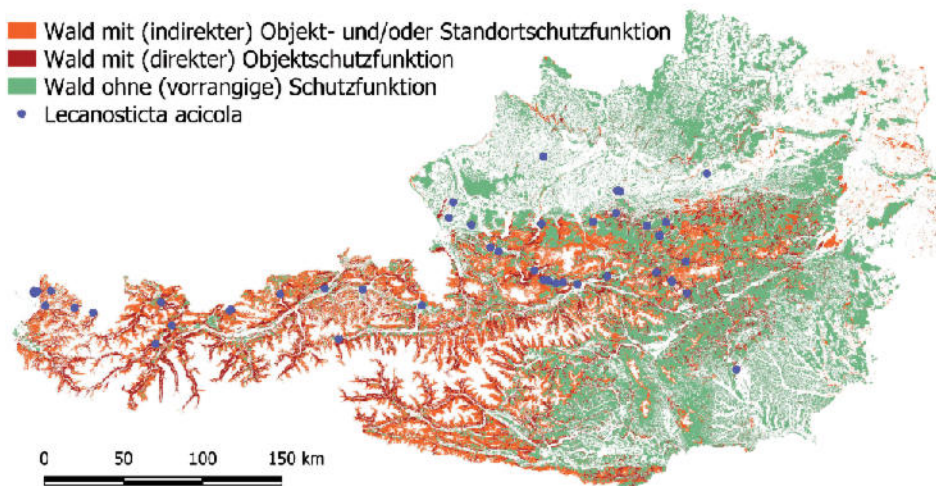 Wald mit (indirekter) Objekt- und/oder Standortschutzfunktion
Wald mit (direkter) Objektschutzfunktion
Wald ohne (vorrangige) Schutzfunktion
Lecanosticta acicola
0 50 100 150 km